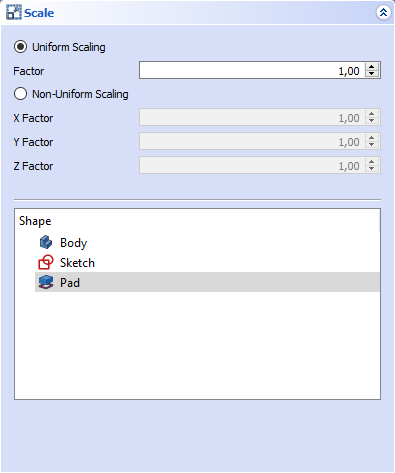 Scale
Uniform Scaling
Factor 1,00
Non-Uniform Scaling
X Factor 1,00
Y Factor 1,00
Z Factor 1,00
Shape
Body
Sketch
Pad